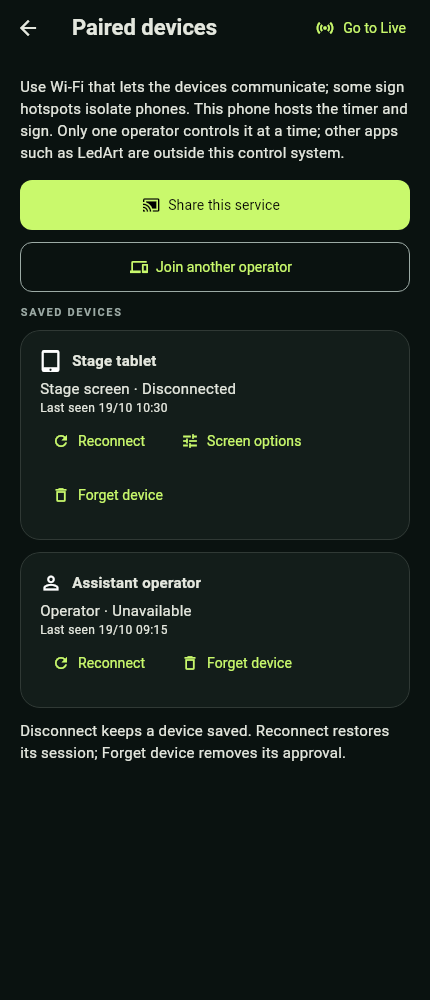 Paired devices
Go to Live
Use Wi-Fi that lets the devices communicate; some sign
hotspots isolate phones. This phone hosts the timer and
sign. Only one operator controls it at a time; other apps
such as LedArt are outside this control system.
Share this service
Join another operator
SAVED DEVICES
Stage tablet
Stage screen · Disconnected
Last seen 19/10 10:30
Reconnect
Screen options
Forget device
Assistant operator
Operator · Unavailable
Last seen 19/10 09:15
Reconnect
Forget device
Disconnect keeps a device saved. Reconnect restores
its session; Forget device removes its approval.